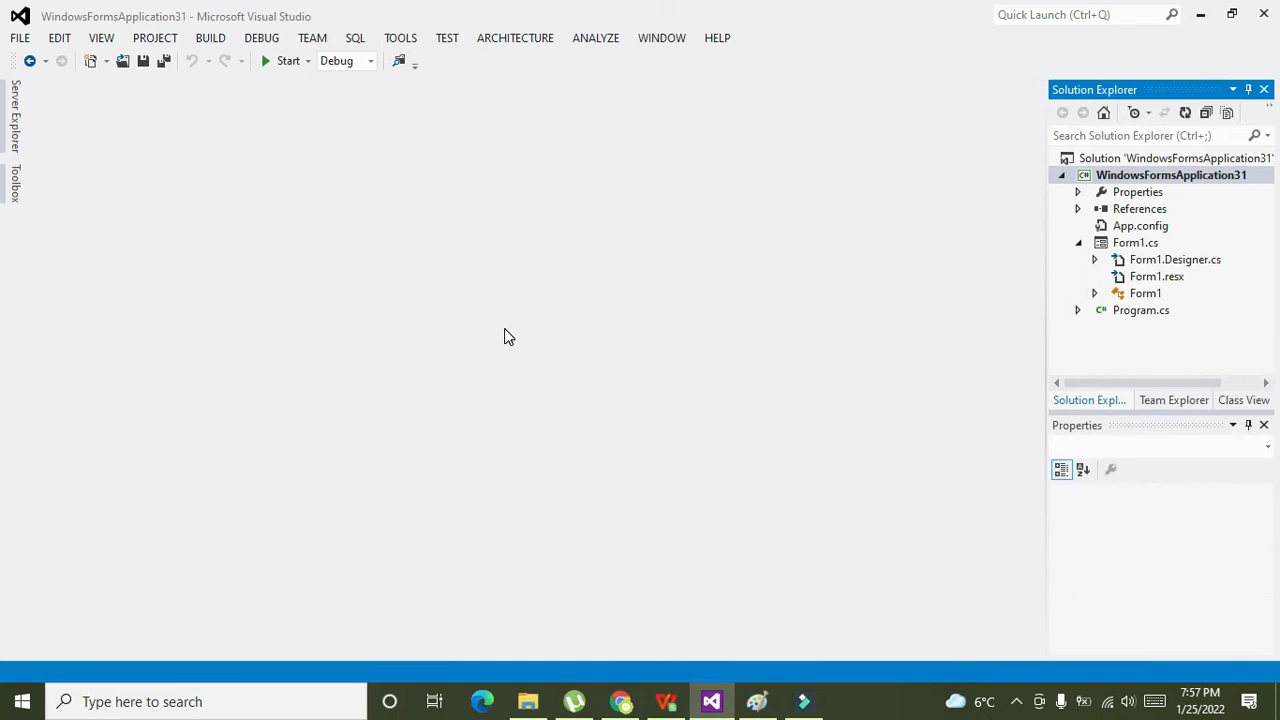 WindowsFormsApplication31 - Microsoft Visual Studio
Quick Launch (Ctrl+Q)
FILE EDIT VIEW PROJECT BUILD DEBUG TEAM SQL TOOLS TEST ARCHITECTURE ANALYZE WINDOW HELP
Start Debug
Server Explorer
Toolbox
Solution Explorer
Search Solution Explorer (Ctrl+;)
Solution 'WindowsFormsApplication31'
C# WindowsFormsApplication31
Properties
References
App.config
Form1.cs
Form1.Designer.cs
Form1.resx
Form1
C# Program.cs
Solution Expl... Team Explorer Class View
Properties
Type here to search
6°C
7:57 PM
1/25/2022